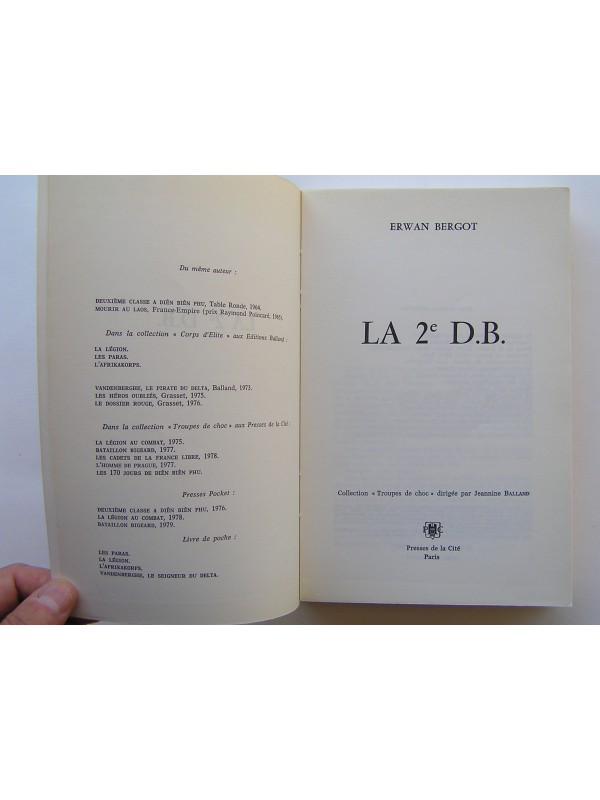 Du même auteur :
DEUXIÈME CLASSE A DIÊN BIÊN PHU, Table Ronde, 1964.
MOURIR AU LAOS, France-Empire (prix Raymond Poincaré, 1965).
Dans la collection « Corps d'Elite » aux Editions Balland :
LA LÉGION.
LES PARAS.
L'AFRIKAKORPS.
VANDENBERGHE, LE PIRATE DU DELTA, Balland, 1973.
LES HÉROS OUBLIÉS, Grasset, 1975.
LE DOSSIER ROUGE, Grasset, 1976.
Dans la collection « Troupes de choc » aux Presses de la Cité :
LA LÉGION AU COMBAT, 1975.
BATAILLON BIGEARD, 1977.
LES CADETS DE LA FRANCE LIBRE, 1978.
L'HOMME DE PRAGUE, 1977.
LES 170 JOURS DE DIÊN BIÊN PHU.
Presses Pocket :
DEUXIÈME CLASSE A DIÊN BIÊN PHU, 1976.
LA LÉGION AU COMBAT, 1978.
BATAILLON BIGEARD, 1979.
Livre de poche :
LES PARAS.
LA LÉGION.
L'AFRIKAKORPS.
VANDENBERGHE, LE SEIGNEUR DU DELTA.
ERWAN BERGOT
LA 2e D.B.
Collection « Troupes de choc » dirigée par Jeannine BALLAND
Presses de la Cité
Paris